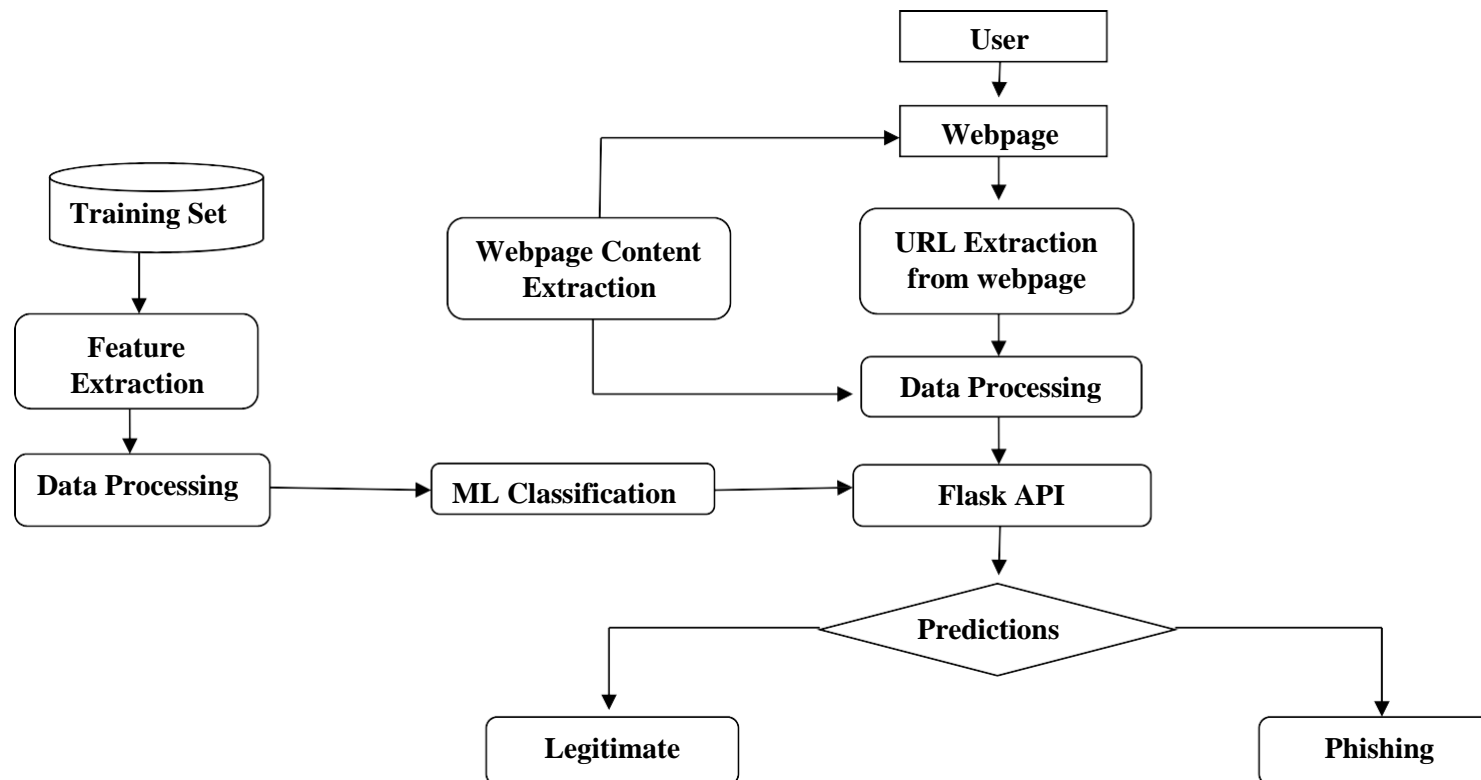 User
Webpage
Training Set
Webpage Content
Extraction
URL Extraction
from webpage
Feature
Extraction
Data Processing
Data Processing
ML Classification
Flask API
Predictions
Legitimate
Phishing